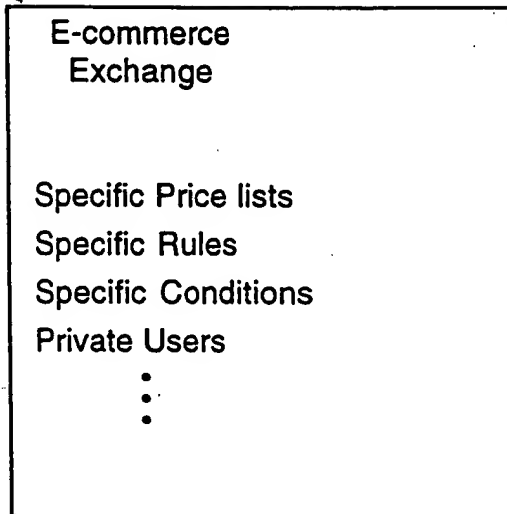 E-commerce
Exchange
Specific Price lists
Specific Rules
Specific Conditions
Private Users